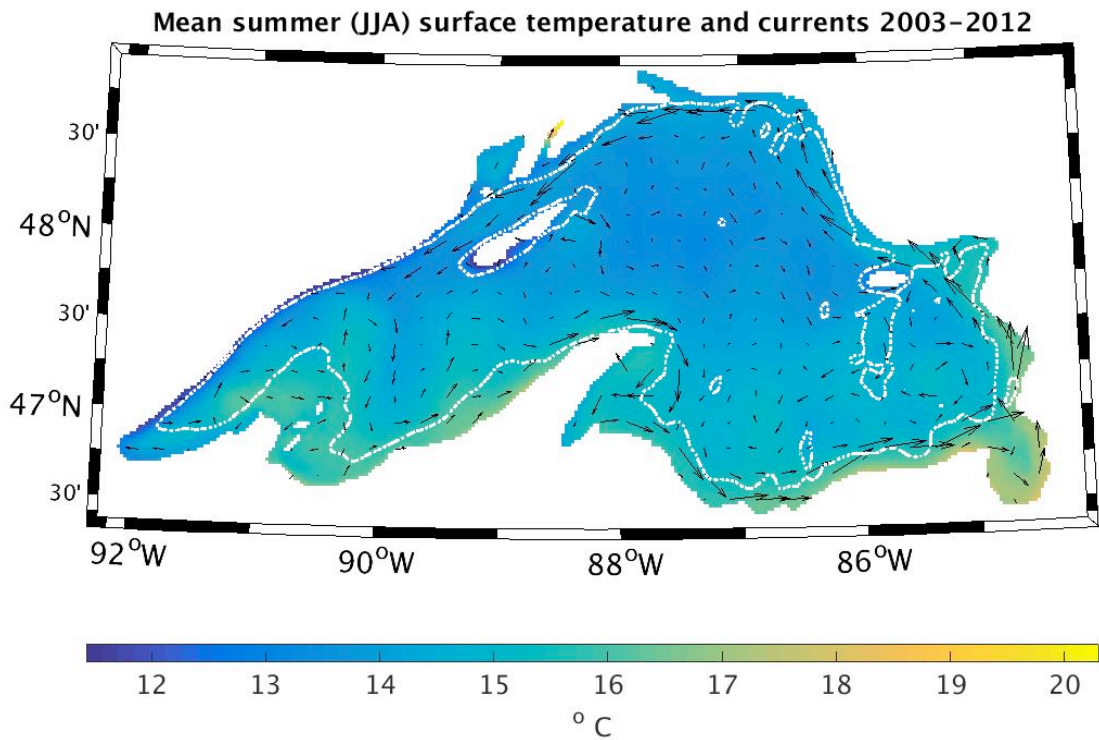 Mean summer (JJA) surface temperature and currents 2003-2012
30'
48°N
30'
47°N
30'
92°W 90°W 88°W 86°W
12 13 14 15 16 17 18 19 20
° C